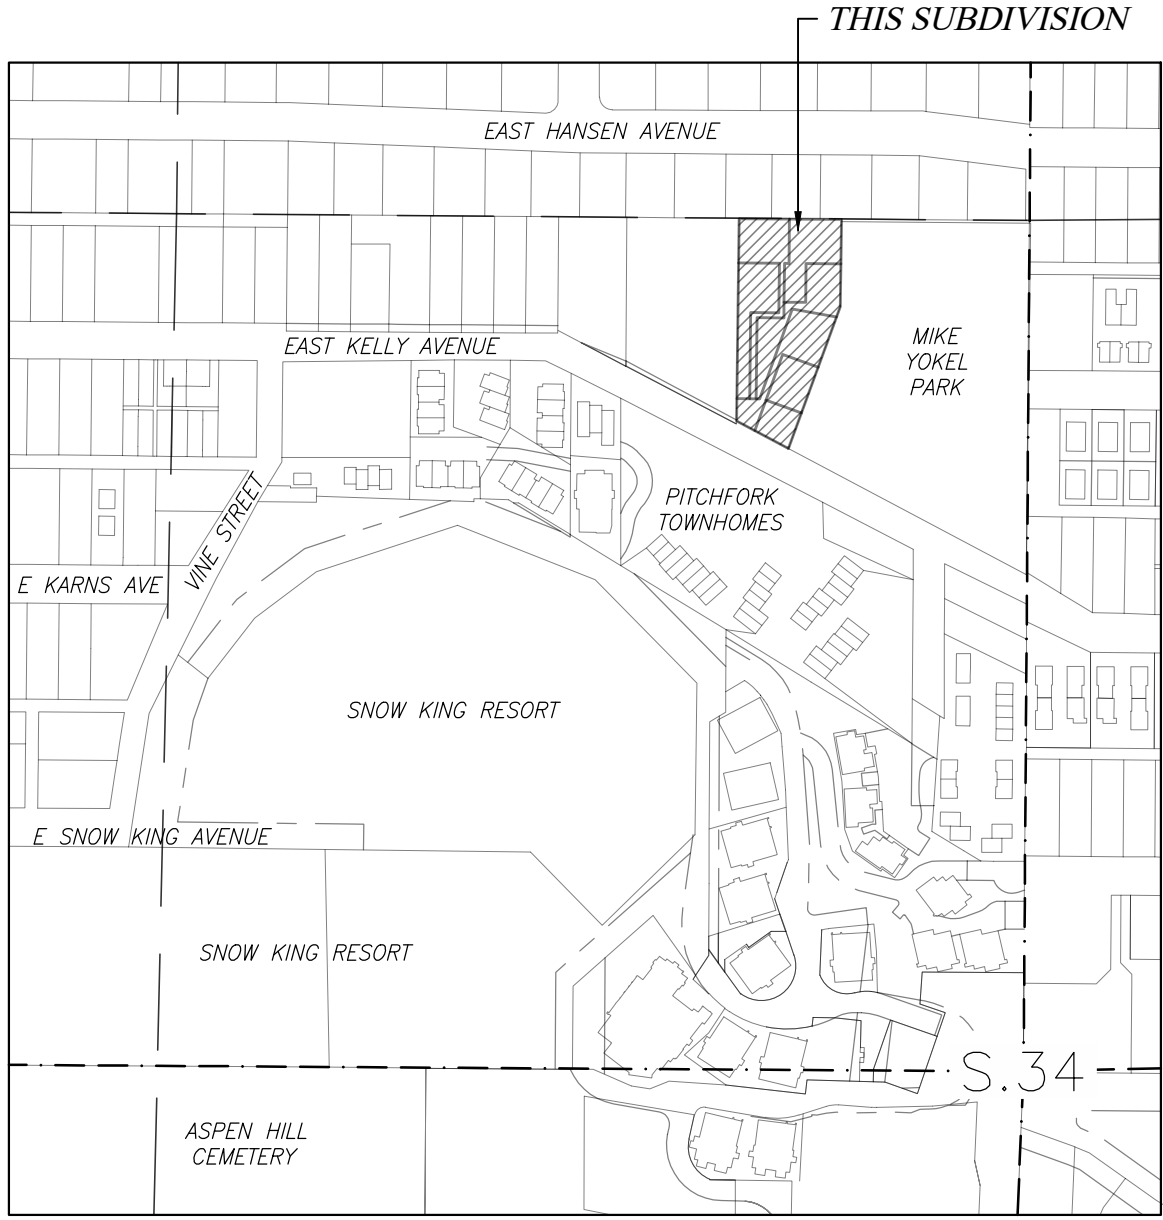 THIS SUBDIVISION
EAST HANSEN AVENUE
EAST KELLY AVENUE
MIKE
YOKEL
PARK
PITCHFORK
TOWNHOMES
VINE STREET
E KARNS AVE
SNOW KING RESORT
E SNOW KING AVENUE
SNOW KING RESORT
S.34
ASPEN HILL
CEMETERY